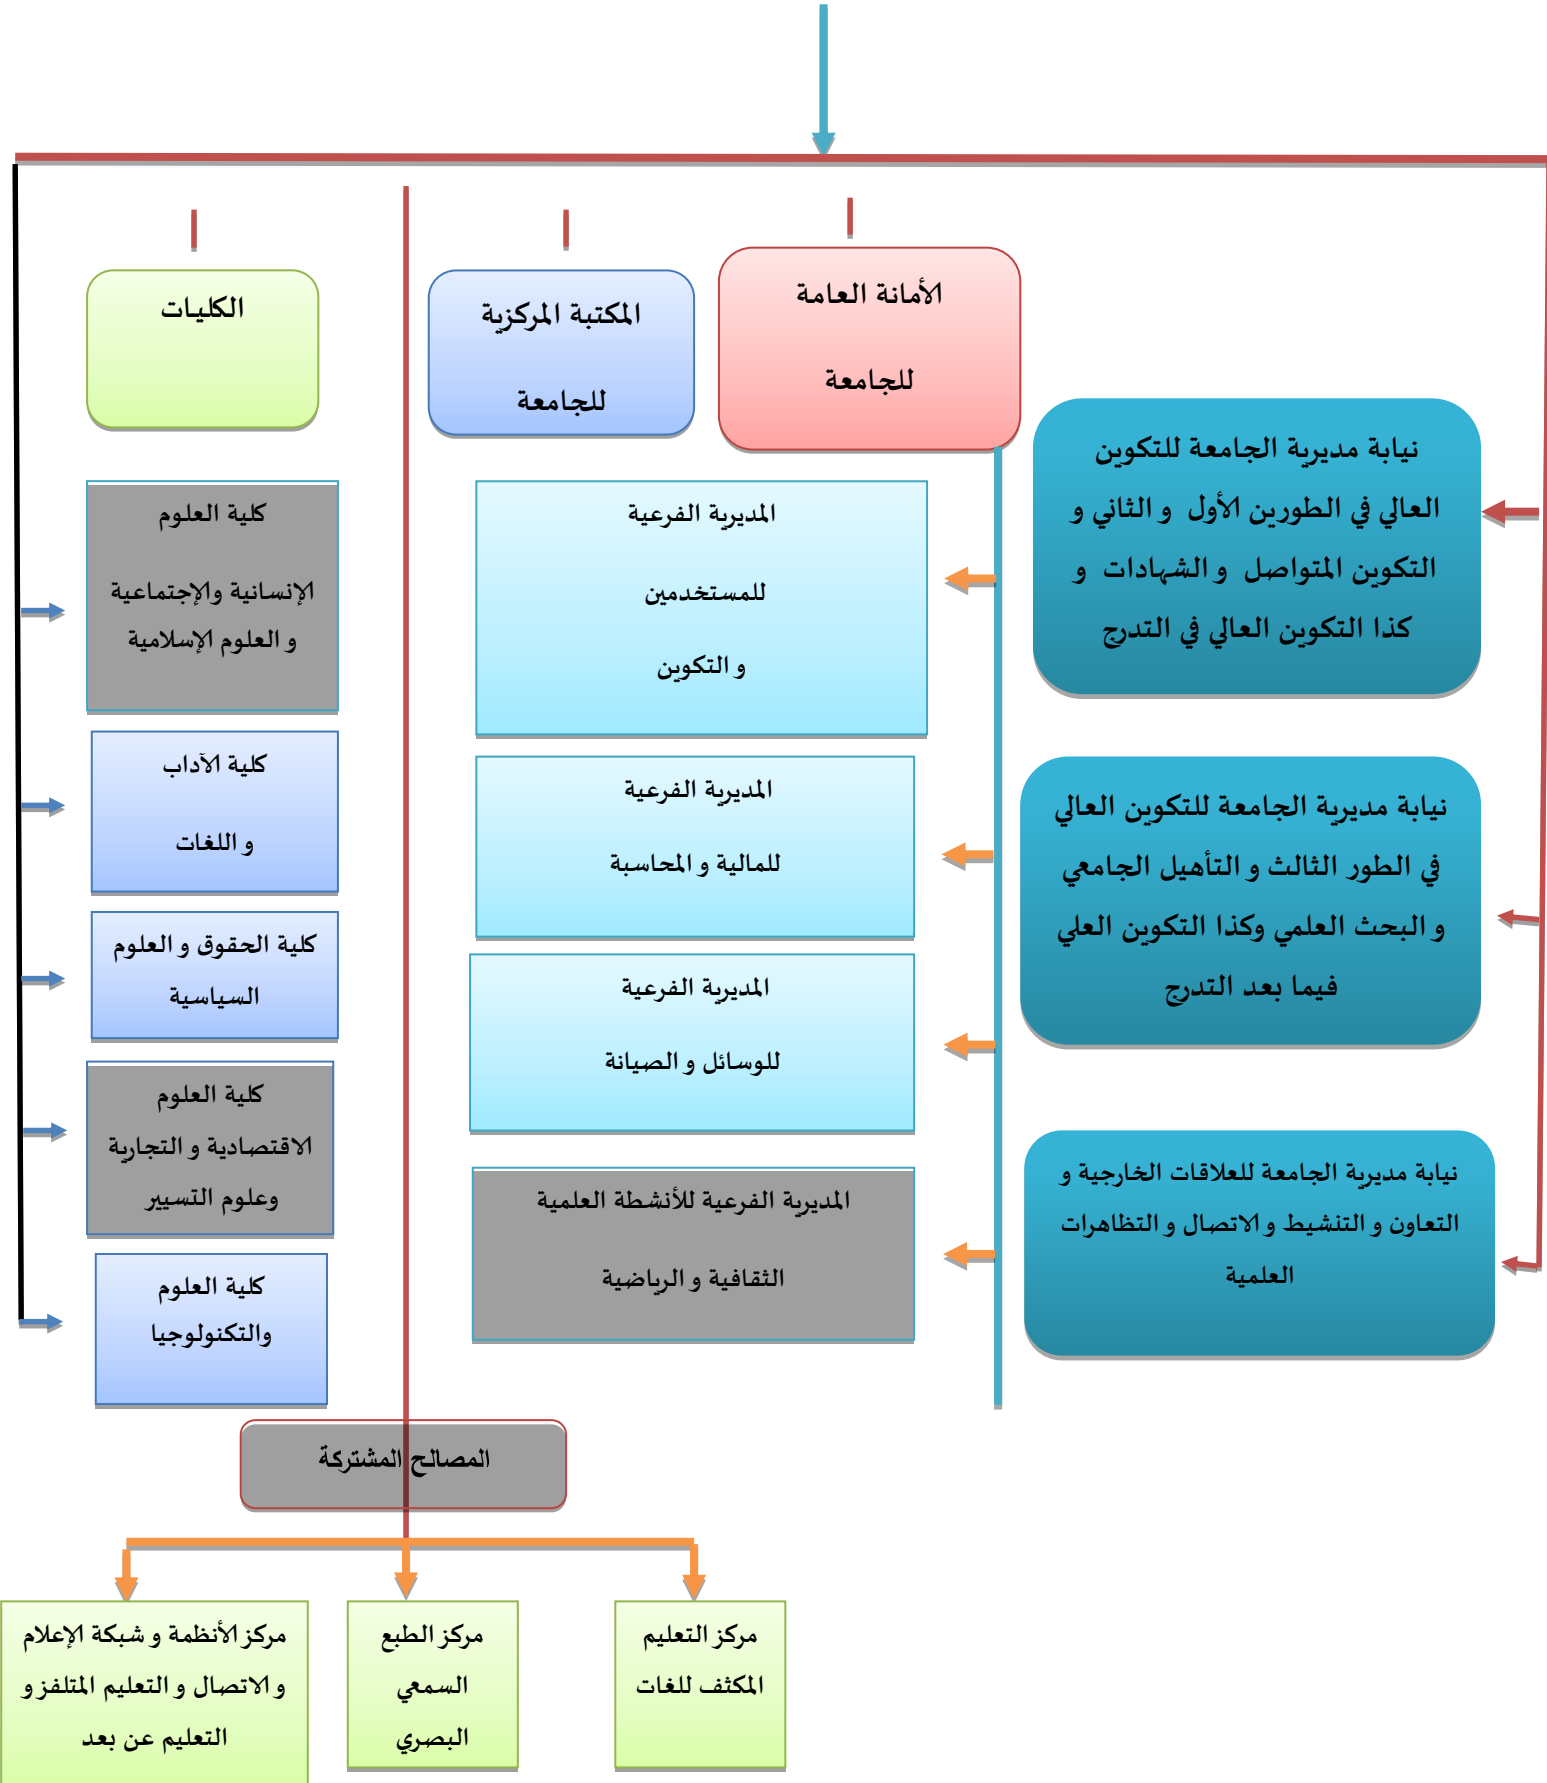 الأمانة العامة
للجامعة
المكتبة المركزية
للجامعة
الكليات
نيابة مديرية الجامعة للتكوين
العالي في الطورين الأول و الثاني و
التكوين المتواصل و الشهادات و
كذا التكوين العالي في التدرج
نيابة مديرية الجامعة للتكوين العالي
في الطور الثالث و التأهيل الجامعي
و البحث العلمي وكذا التكوين العلي
فيما بعد التدرج
نيابة مديرية الجامعة للعلاقات الخارجية و
التعاون و التنشيط و الاتصال و التظاهرات
العلمية
المديرية الفرعية
للمستخدمين
و التكوين
المديرية الفرعية
للمالية و المحاسبة
المديرية الفرعية
للوسائل و الصيانة
المديرية الفرعية للأنشطة العلمية
الثقافية و الرياضية
كلية العلوم
الإنسانية والإجتماعية
و العلوم الإسلامية
كلية الآداب
و اللغات
كلية الحقوق و العلوم
السياسية
كلية العلوم
الاقتصادية و التجارية
وعلوم التسيير
كلية العلوم
والتكنولوجيا
المصالح المشتركة
مركز التعليم
المكثف للغات
مركز الطبع
السمعي
البصري
مركز الأنظمة و شبكة الإعلام
و الاتصال و التعليم المتلفز و
التعليم عن بعد